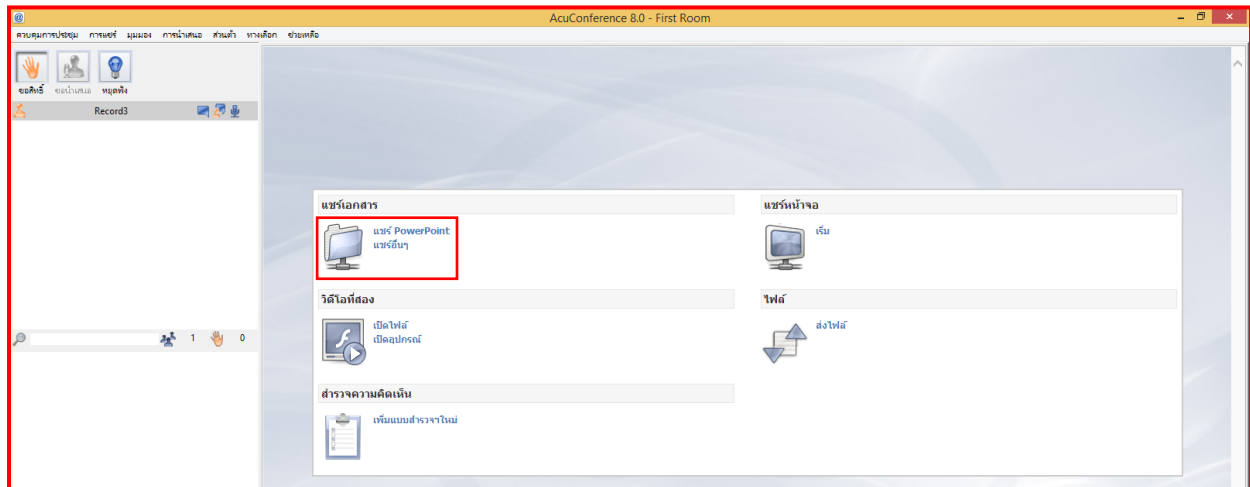 AcuConference 8.0 - First Room
ควบคุมการประชุม การแชร์ มุมมอง การนำเสนอ ส่วนตัว ทางเลือก ช่วยเหลือ
ขอสิทธิ์ ขอนำเสนอ หยุดฟัง
Record3
แชร์เอกสาร
แชร์ PowerPoint
แชร์อื่นๆ
แชร์หน้าจอ
เริ่ม
วิดีโอที่สอง
เปิดไฟล์
เปิดอุปกรณ์
ไฟล์
ส่งไฟล์
1 0
สำรวจความคิดเห็น
เพิ่มแบบสำรวจฯใหม่